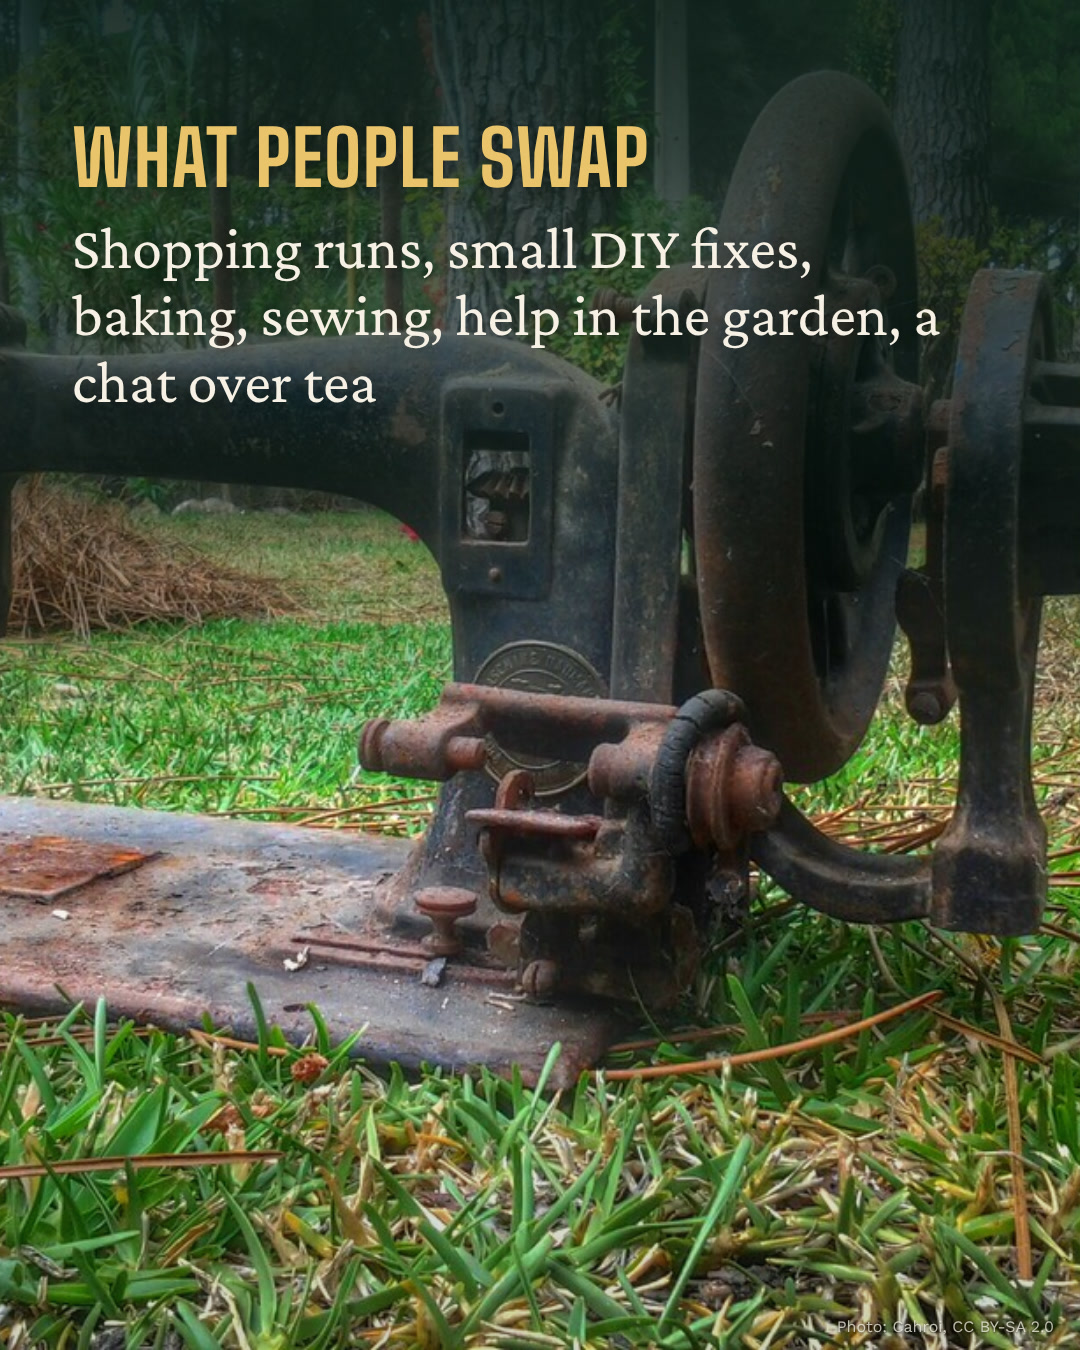 WHAT PEOPLE SWAP
Shopping runs, small DIY fixes,
baking, sewing, help in the garden, a
chat over tea
Photo: Cahroi, CC BY-SA 2.0